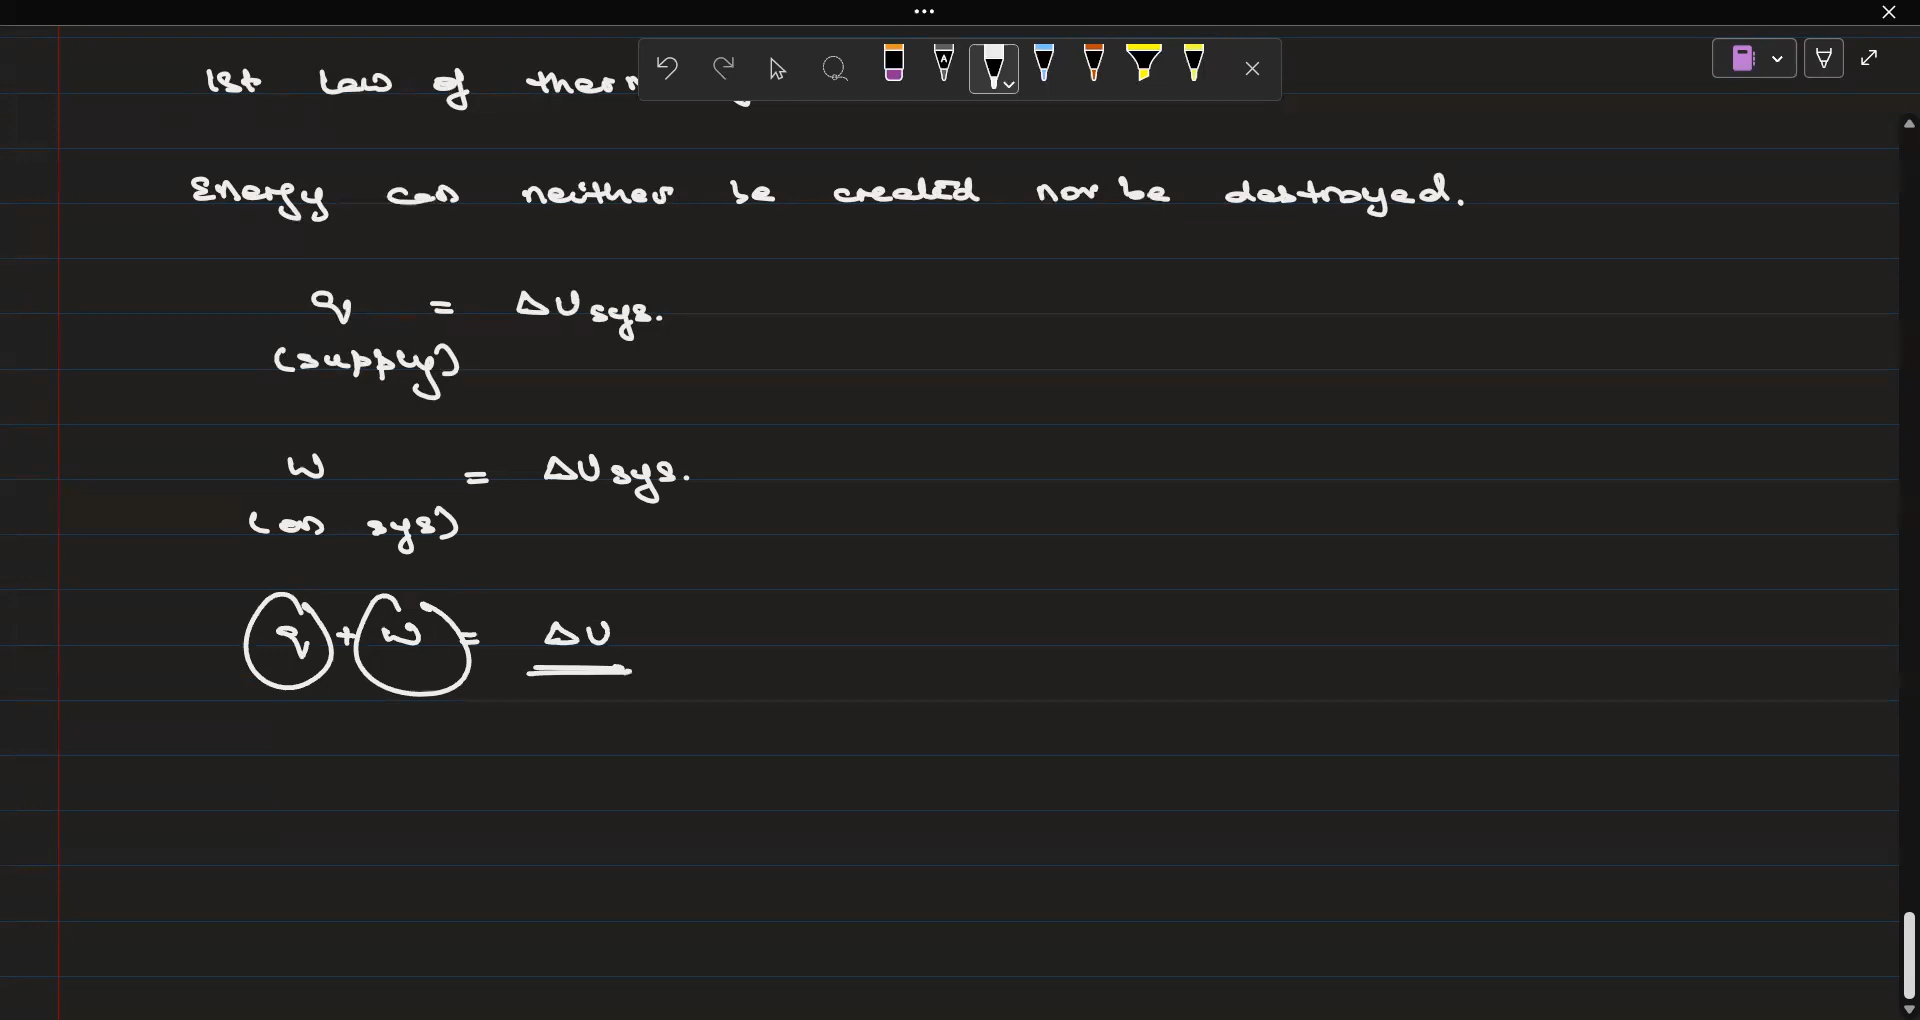 1st law of
Energy can neither be created nor be destroyed.
q = ΔU sys.
(supply)
w = ΔU sys.
(on sys)
q + w = ΔU